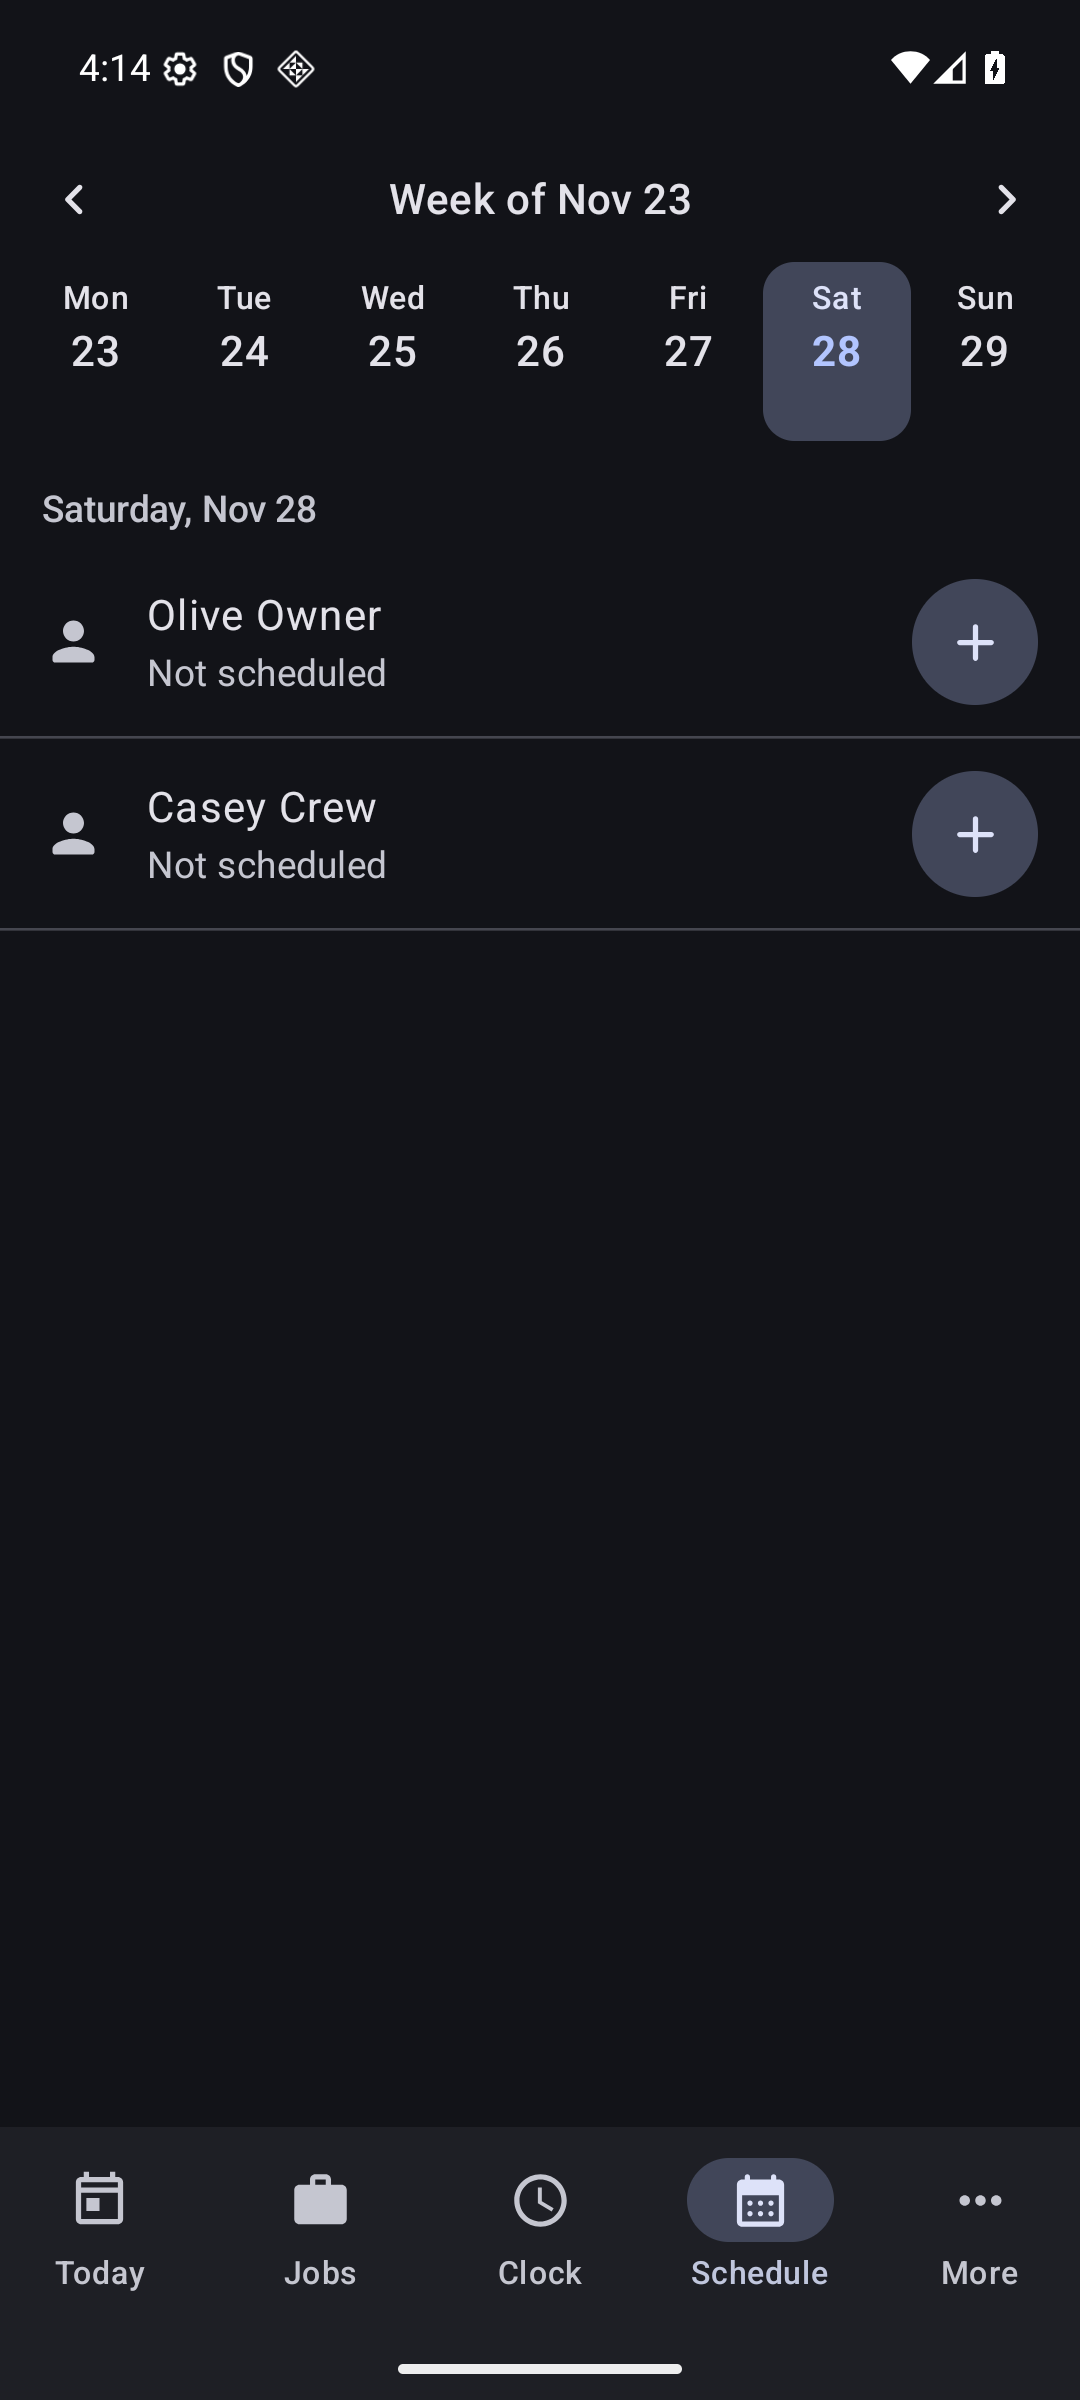 4:14
Week of Nov 23
Mon Tue Wed Thu Fri Sat Sun
23 24 25 26 27 28 29
Saturday, Nov 28
Olive Owner
Not scheduled
Casey Crew
Not scheduled
Today Jobs Clock Schedule More